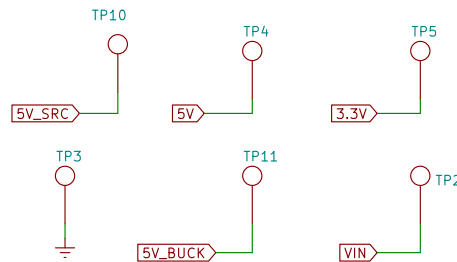 TP10
TP4
TP5
5V_SRC
5V
3.3V
TP3
TP11
TP2
5V_BUCK
VIN